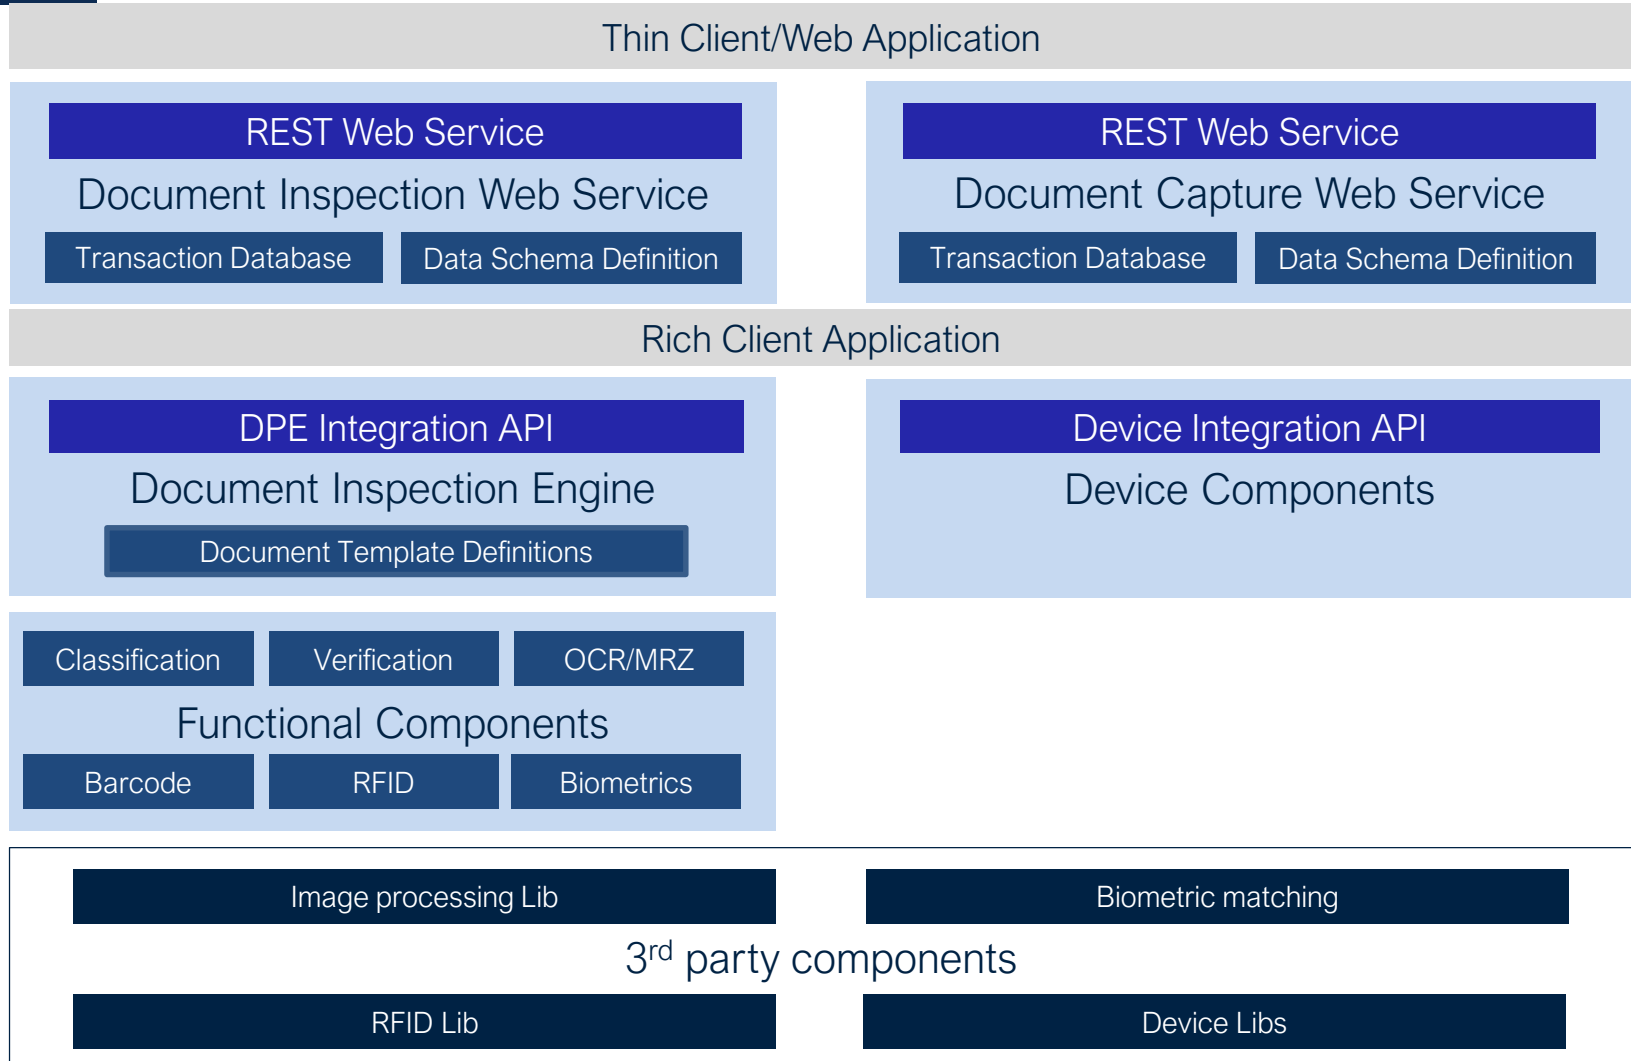 Thin Client/Web Application
REST Web Service
Document Inspection Web Service
Transaction Database
Data Schema Definition
REST Web Service
Document Capture Web Service
Transaction Database
Data Schema Definition
Rich Client Application
DPE Integration API
Document Inspection Engine
Document Template Definitions
Device Integration API
Device Components
Classification
Verification
OCR/MRZ
Functional Components
Barcode
RFID
Biometrics
Image processing Lib
Biometric matching
3rd party components
RFID Lib
Device Libs